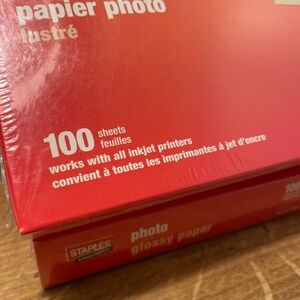 papier photo
lustré
100 sheets
feuilles
works with all inkjet printers
convient à toutes les imprimantes à jet d'encre
STAPLES
photo
glossy paper
100